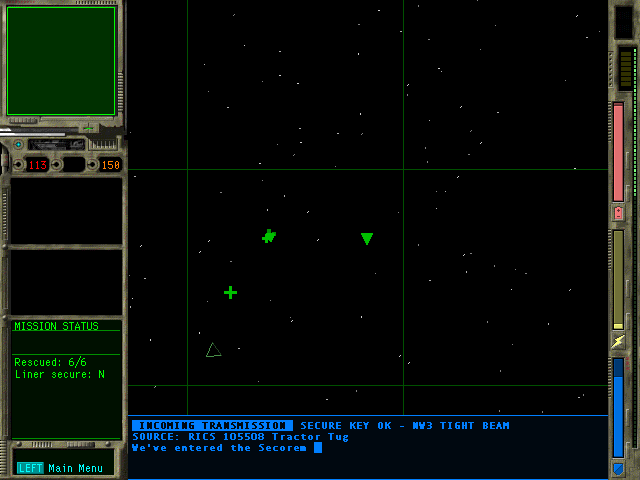 113 150
MISSION STATUS
Rescued: 6/6
Liner secure: N
LEFT Main Menu
INCOMING TRANSMISSION SECURE KEY OK - NW3 TIGHT BEAM
SOURCE: RICS 105508 Tractor Tug
We've entered the Secorem